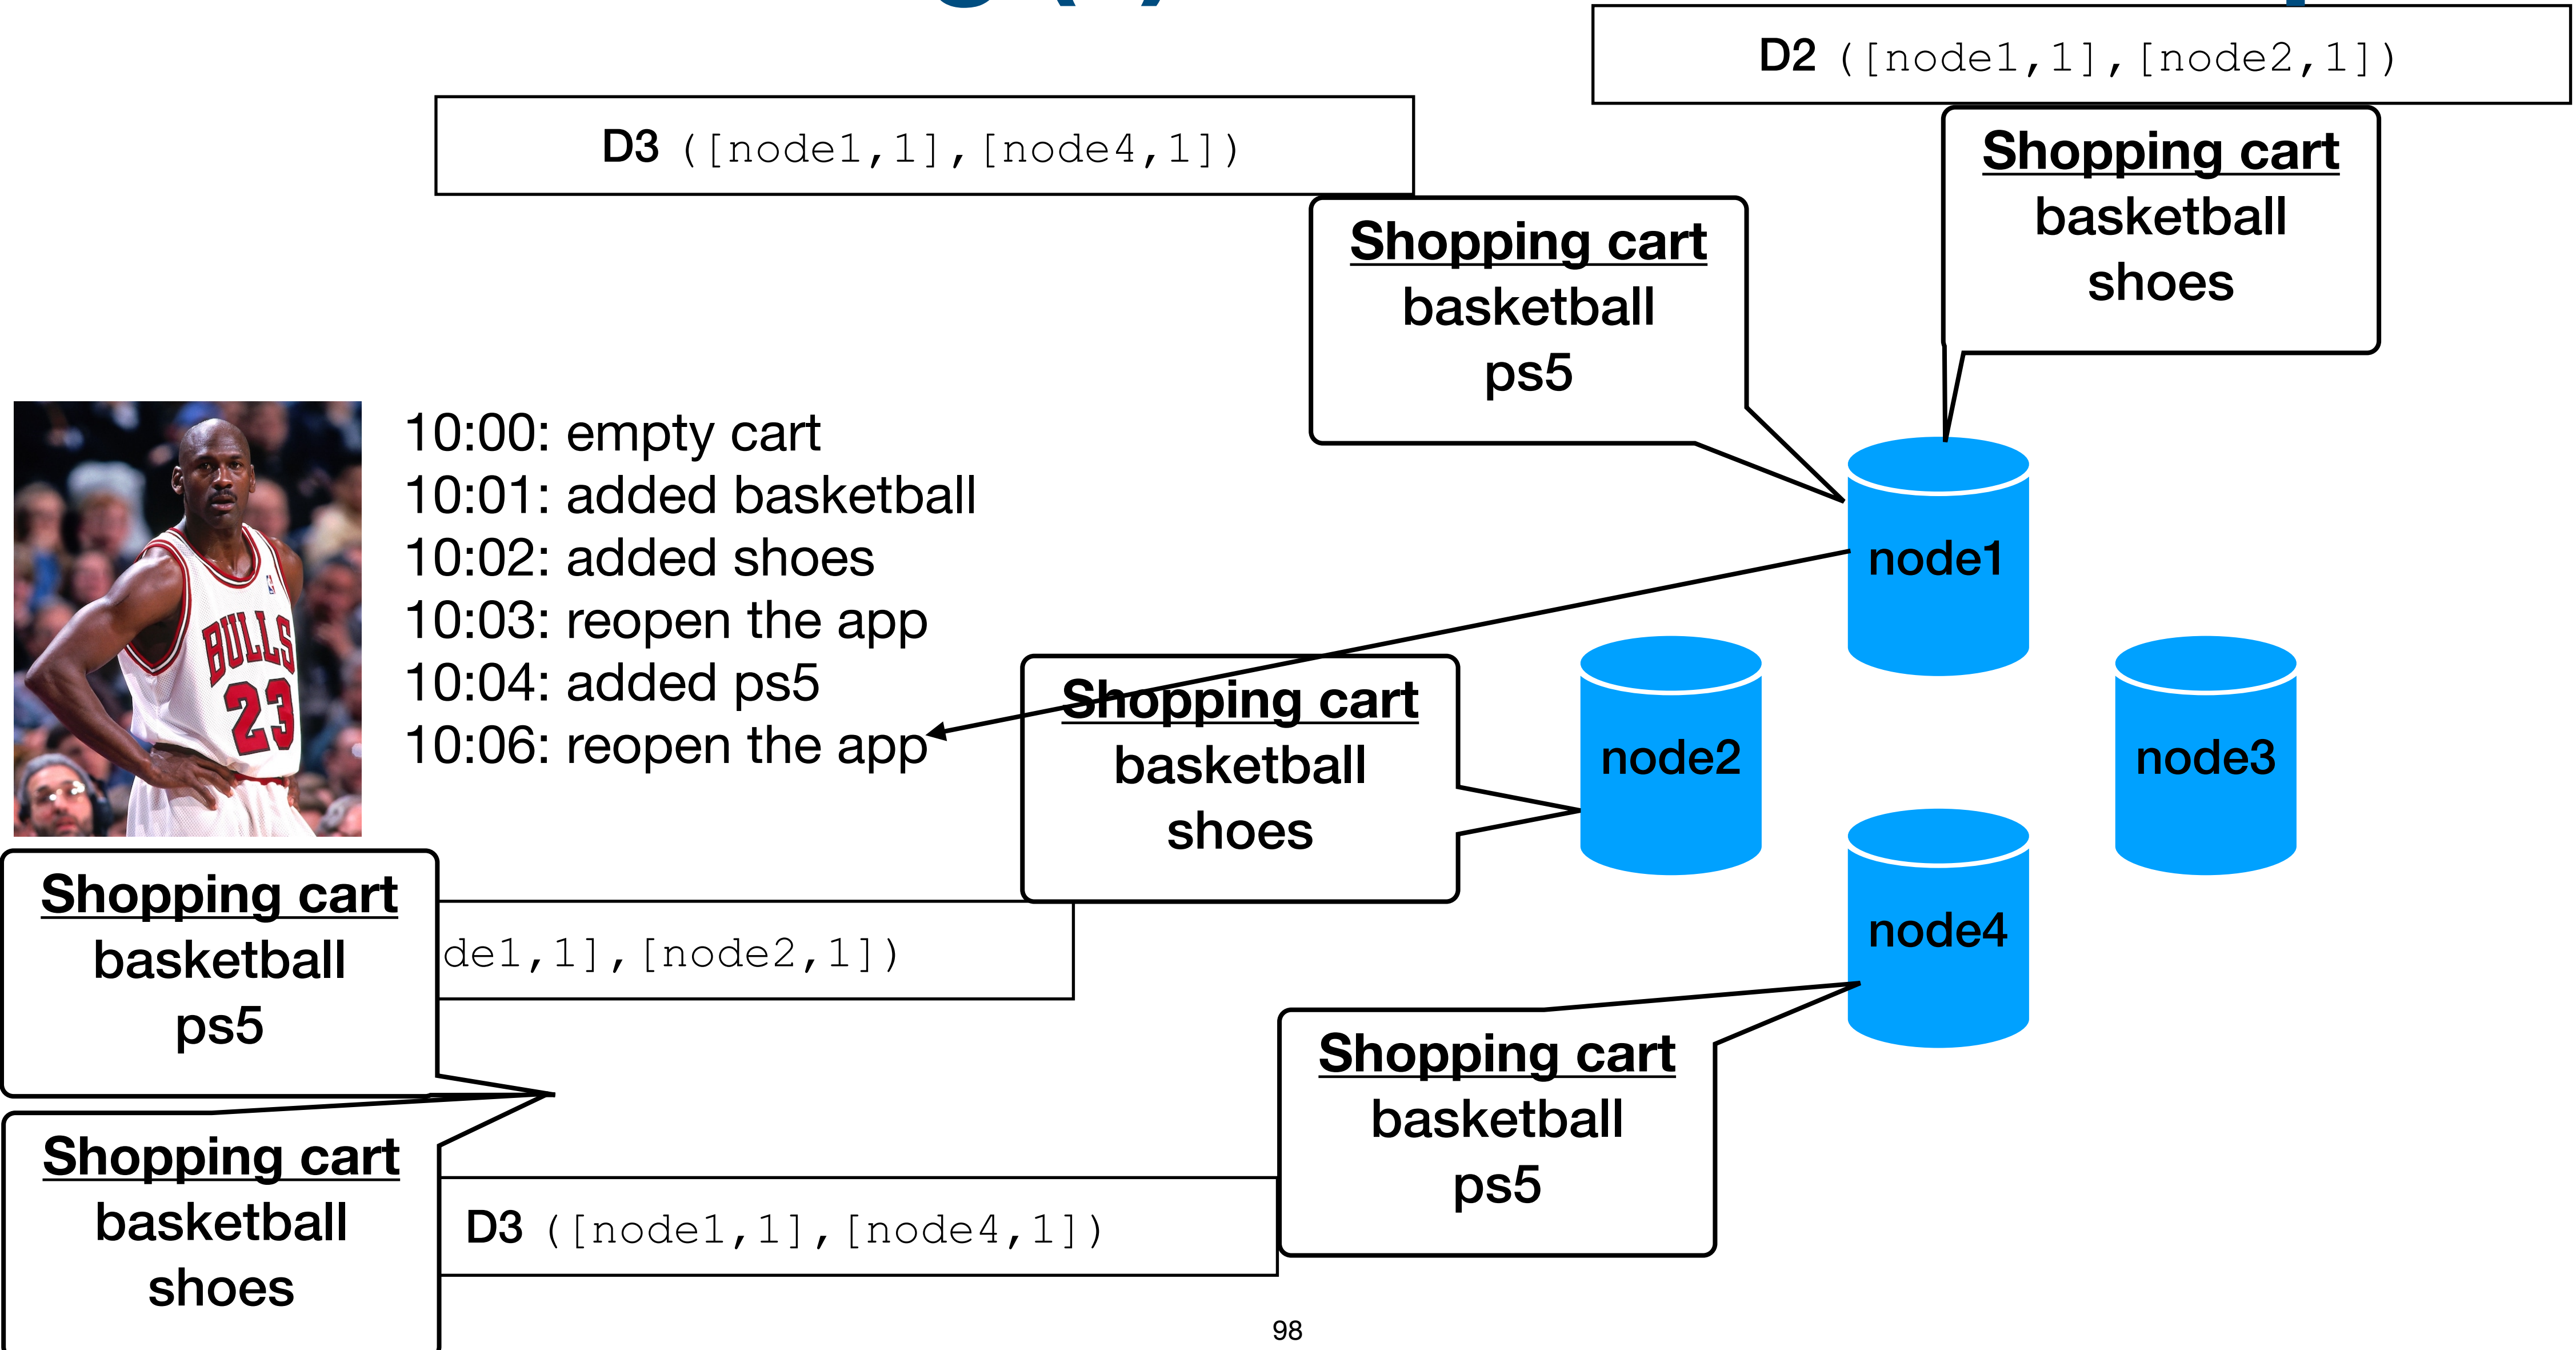 D2 ([node1,1],[node2,1])
D3 ([node1,1],[node4,1])
Shopping cart
basketball
shoes
Shopping cart
basketball
ps5
10:00: empty cart
10:01: added basketball
10:02: added shoes
10:03: reopen the app
10:04: added ps5
10:06: reopen the app
BULLS
23
node1
Shopping cart
basketball
shoes
node2
node3
node4
Shopping cart
basketball
ps5
de1,1],[node2,1])
Shopping cart
basketball
ps5
Shopping cart
basketball
shoes
D3 ([node1,1],[node4,1])
98